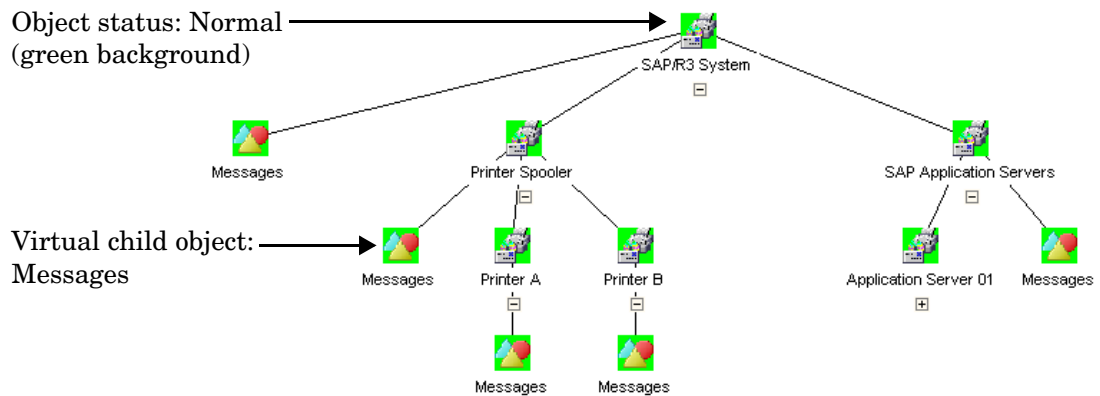 Object status: Normal
(green background)
SAP/R3 System
Messages
Printer Spooler
SAP Application Servers
Virtual child object:
Messages
Messages
Printer A
Printer B
Application Server 01
Messages
Messages
Messages